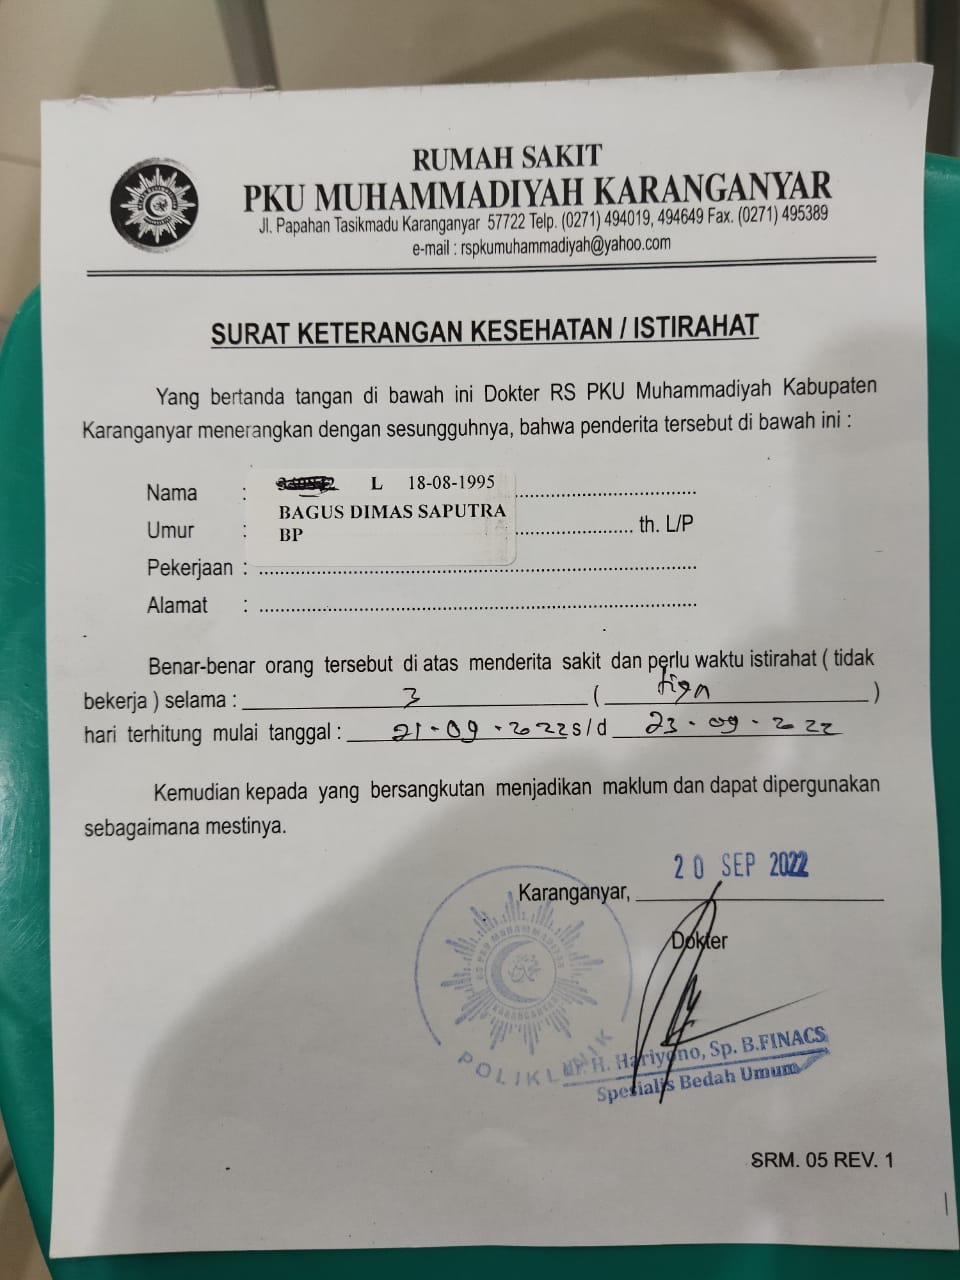 RUMAH SAKIT
PKU MUHAMMADIYAH KARANGANYAR
Jl. Papahan Tasikmadu Karanganyar 57722 Telp. (0271) 494019, 494649 Fax. (0271) 495389
e-mail : rspkumuhammadiyah@yahoo.com
SURAT KETERANGAN KESEHATAN / ISTIRAHAT
Yang bertanda tangan di bawah ini Dokter RS PKU Muhammadiyah Kabupaten
Karanganyar menerangkan dengan sesungguhnya, bahwa penderita tersebut di bawah ini :
L 18-08-1995
Nama :
BAGUS DIMAS SAPUTRA
Umur : th. L/P
BP
Pekerjaan :
Alamat :
Benar-benar orang tersebut di atas menderita sakit dan perlu waktu istirahat ( tidak
bekerja ) selama : 3 ( tiga )
hari terhitung mulai tanggal : 21-09-2022 s/d 23-09-2022
Kemudian kepada yang bersangkutan menjadikan maklum dan dapat dipergunakan
sebagaimana mestinya.
20 SEP 2022
Karanganyar,
Dokter
RS PKU MUHAMMADIYAH
KARANGANYAR
POLIKLINIK
H. Hariyono, Sp. B.FINACS
Spesialis Bedah Umum
SRM. 05 REV. 1